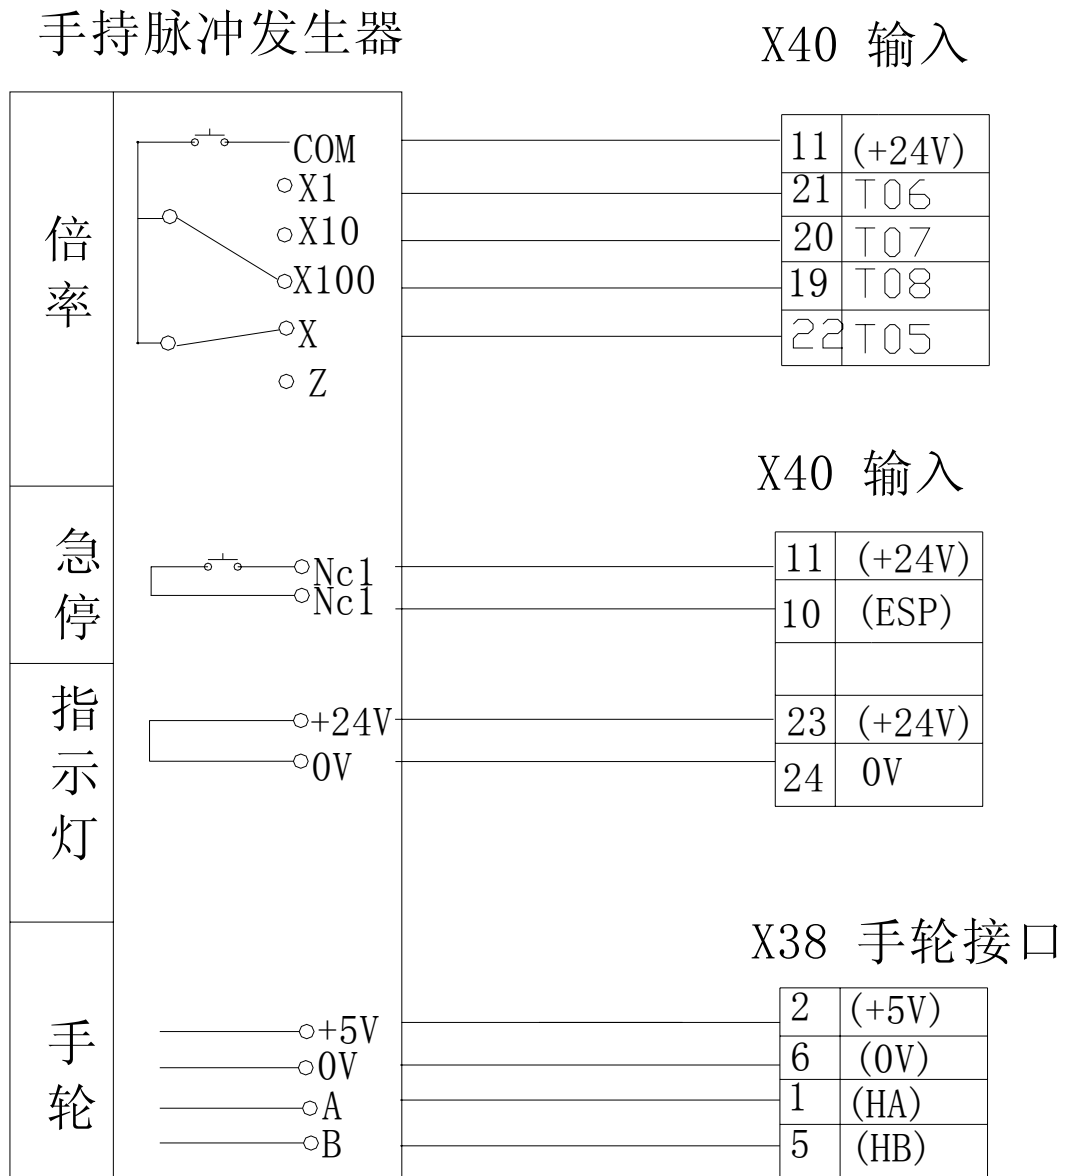 手持脉冲发生器
X40 输入
倍率
COM
X1
X10
X100
X
Z
11 (+24V)
21 T06
20 T07
19 T08
22 T05
X40 输入
急停
Nc1
Nc1
11 (+24V)
10 (ESP)
指示灯
+24V
0V
23 (+24V)
24 0V
X38 手轮接口
手轮
+5V
0V
A
B
2 (+5V)
6 (0V)
1 (HA)
5 (HB)